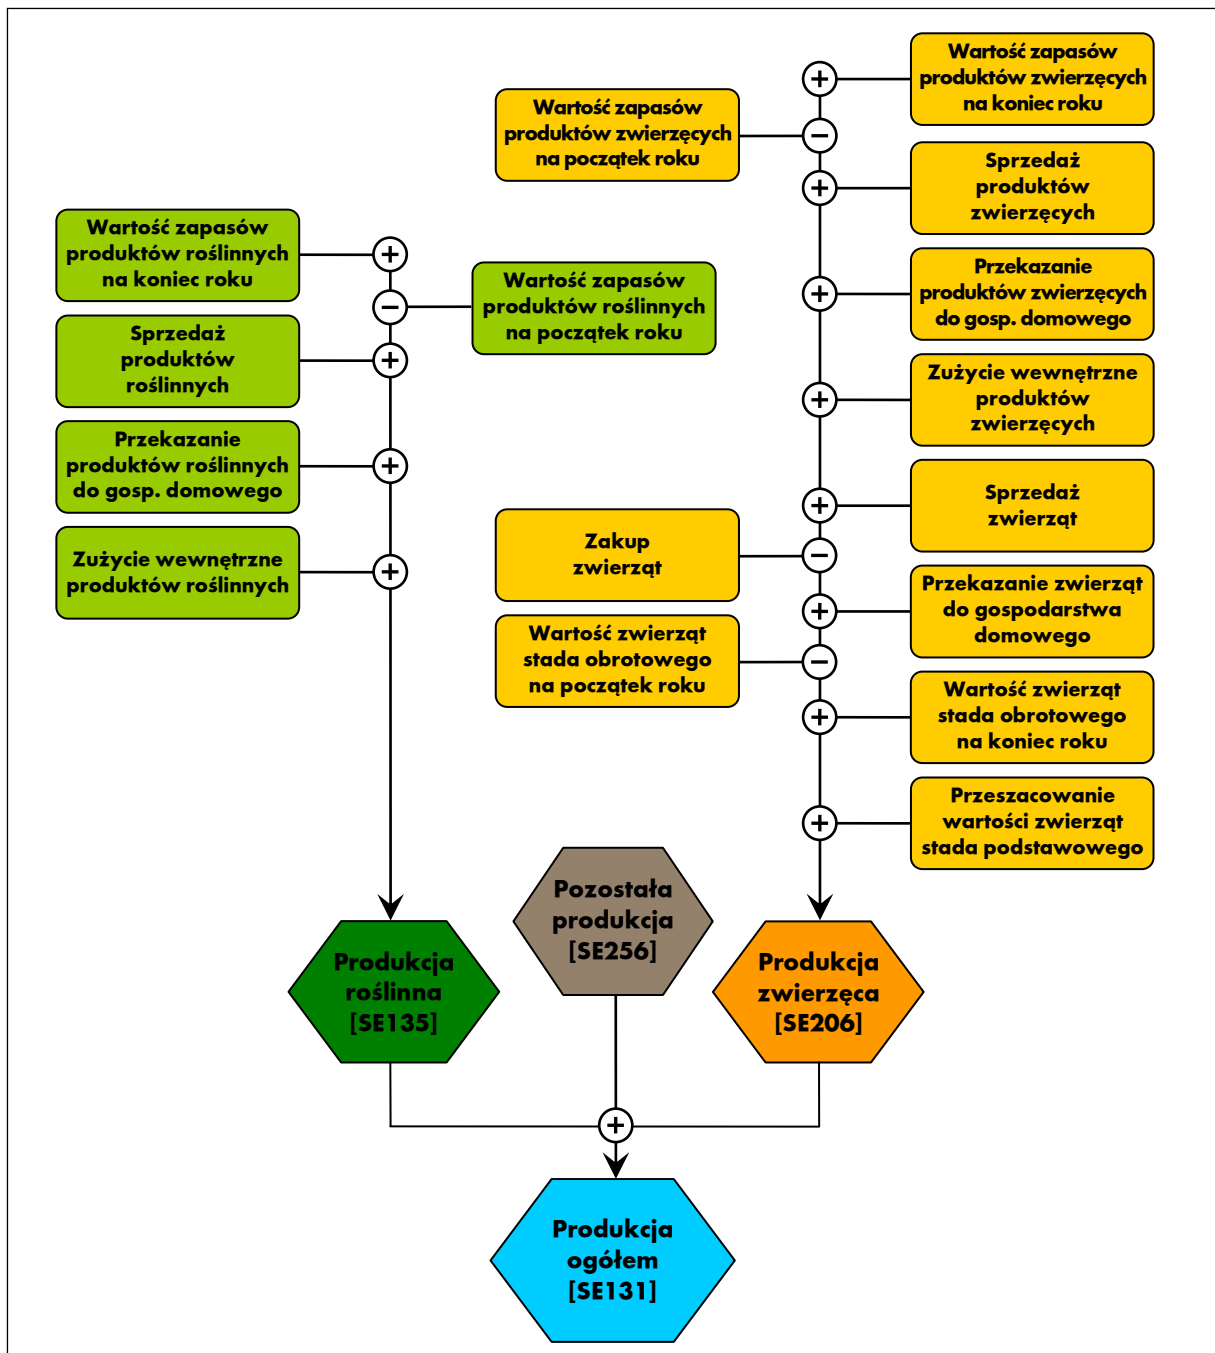 Wartość zapasów
produktów zwierzęcych
na koniec roku
+
Wartość zapasów
produktów zwierzęcych
na początek roku
−
Sprzedaż
produktów
zwierzęcych
+
Wartość zapasów
produktów roślinnych
na koniec roku
+
Przekazanie
produktów zwierzęcych
do gosp. domowego
+
Wartość zapasów
produktów roślinnych
na początek roku
−
Sprzedaż
produktów
roślinnych
+
Zużycie wewnętrzne
produktów
zwierzęcych
+
Przekazanie
produktów roślinnych
do gosp. domowego
+
Sprzedaż
zwierząt
+
Zużycie wewnętrzne
produktów roślinnych
+
Zakup
zwierząt
−
Przekazanie zwierząt
do gospodarstwa
domowego
+
Wartość zwierząt
stada obrotowego
na początek roku
−
Wartość zwierząt
stada obrotowego
na koniec roku
+
Przeszacowanie
wartości zwierząt
stada podstawowego
+
Pozostała
produkcja
[SE256]
Produkcja
roślinna
[SE135]
Produkcja
zwierzęca
[SE206]
+
Produkcja
ogółem
[SE131]